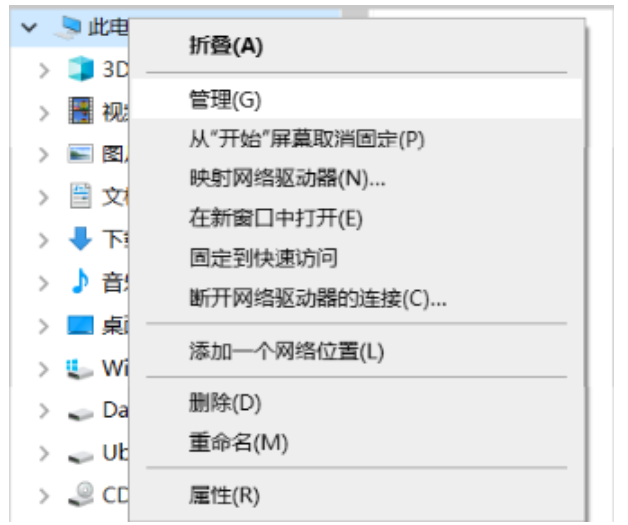 此电
折叠(A)
3D
管理(G)
视
从“开始”屏幕取消固定(P)
图
映射网络驱动器(N)...
文
在新窗口中打开(E)
下
固定到快速访问
音
断开网络驱动器的连接(C)...
桌
添加一个网络位置(L)
Wi
Da
删除(D)
重命名(M)
Ub
CD
属性(R)